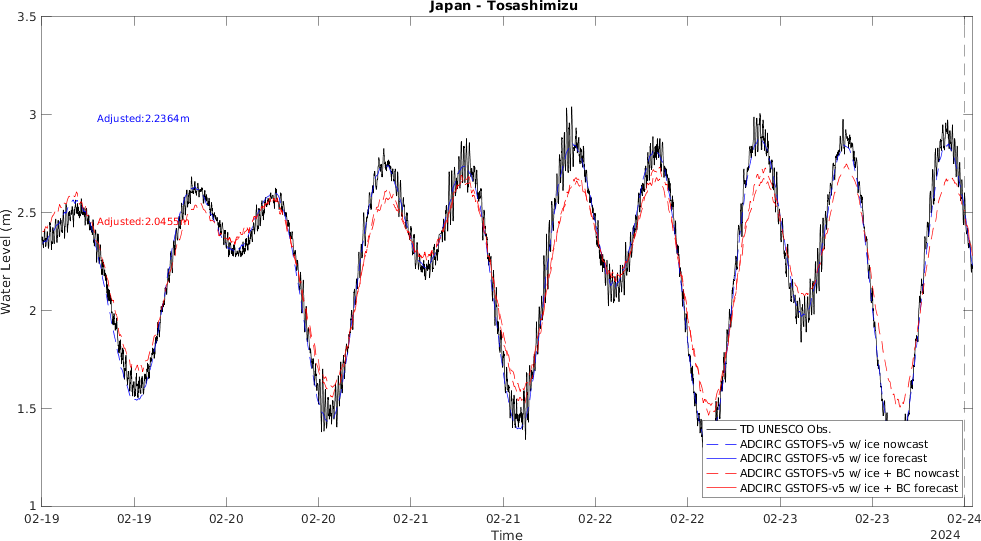 Japan - Tosashimizu
3.5
3
2.5
2
1.5
1
Water Level (m)
Adjusted:2.2364m
Adjusted:2.0455m
TD UNESCO Obs.
ADCIRC GSTOFS-v5 w/ ice nowcast
ADCIRC GSTOFS-v5 w/ ice forecast
ADCIRC GSTOFS-v5 w/ ice + BC nowcast
ADCIRC GSTOFS-v5 w/ ice + BC forecast
02-19 02-19 02-20 02-20 02-21 02-21 02-22 02-22 02-23 02-23 02-24
Time
2024